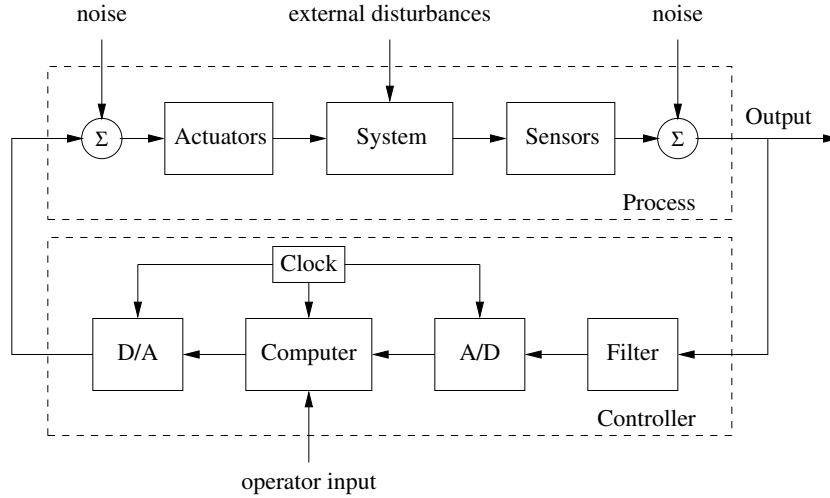 noise
external disturbances
noise
Σ
Actuators
System
Sensors
Σ
Output
Process
Clock
D/A
Computer
A/D
Filter
Controller
operator input